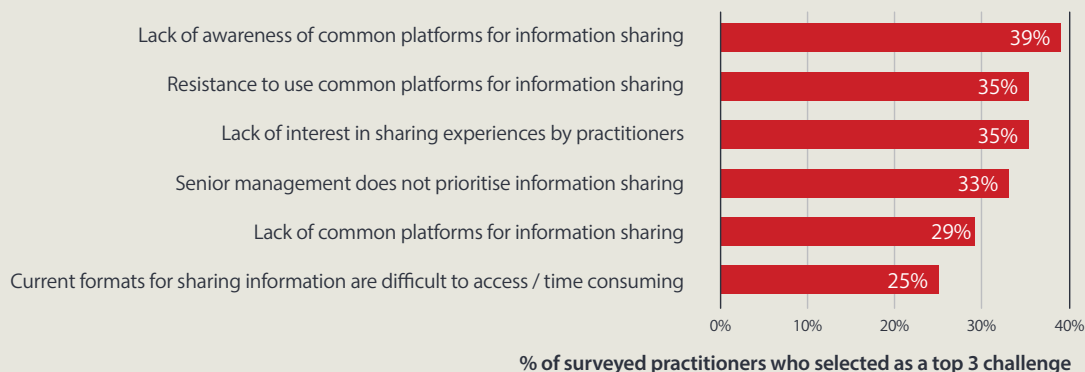 Lack of awareness of common platforms for information sharing 39%
Resistance to use common platforms for information sharing 35%
Lack of interest in sharing experiences by practitioners 35%
Senior management does not prioritise information sharing 33%
Lack of common platforms for information sharing 29%
Current formats for sharing information are difficult to access / time consuming 25%
0% 10% 20% 30% 40%
% of surveyed practitioners who selected as a top 3 challenge